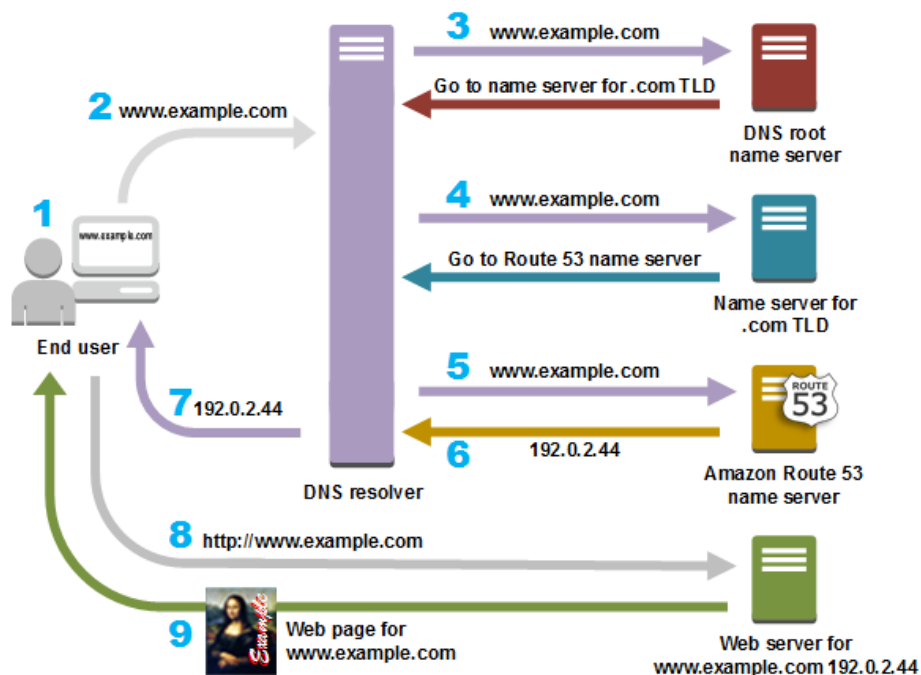 1
www.example.com
End user
2 www.example.com
DNS resolver
3 www.example.com
Go to name server for .com TLD
DNS root
name server
4 www.example.com
Go to Route 53 name server
Name server for
.com TLD
5 www.example.com
6 192.0.2.44
ROUTE
53
Amazon Route 53
name server
7 192.0.2.44
8 http://www.example.com
9
Example
Web page for
www.example.com
Web server for
www.example.com 192.0.2.44